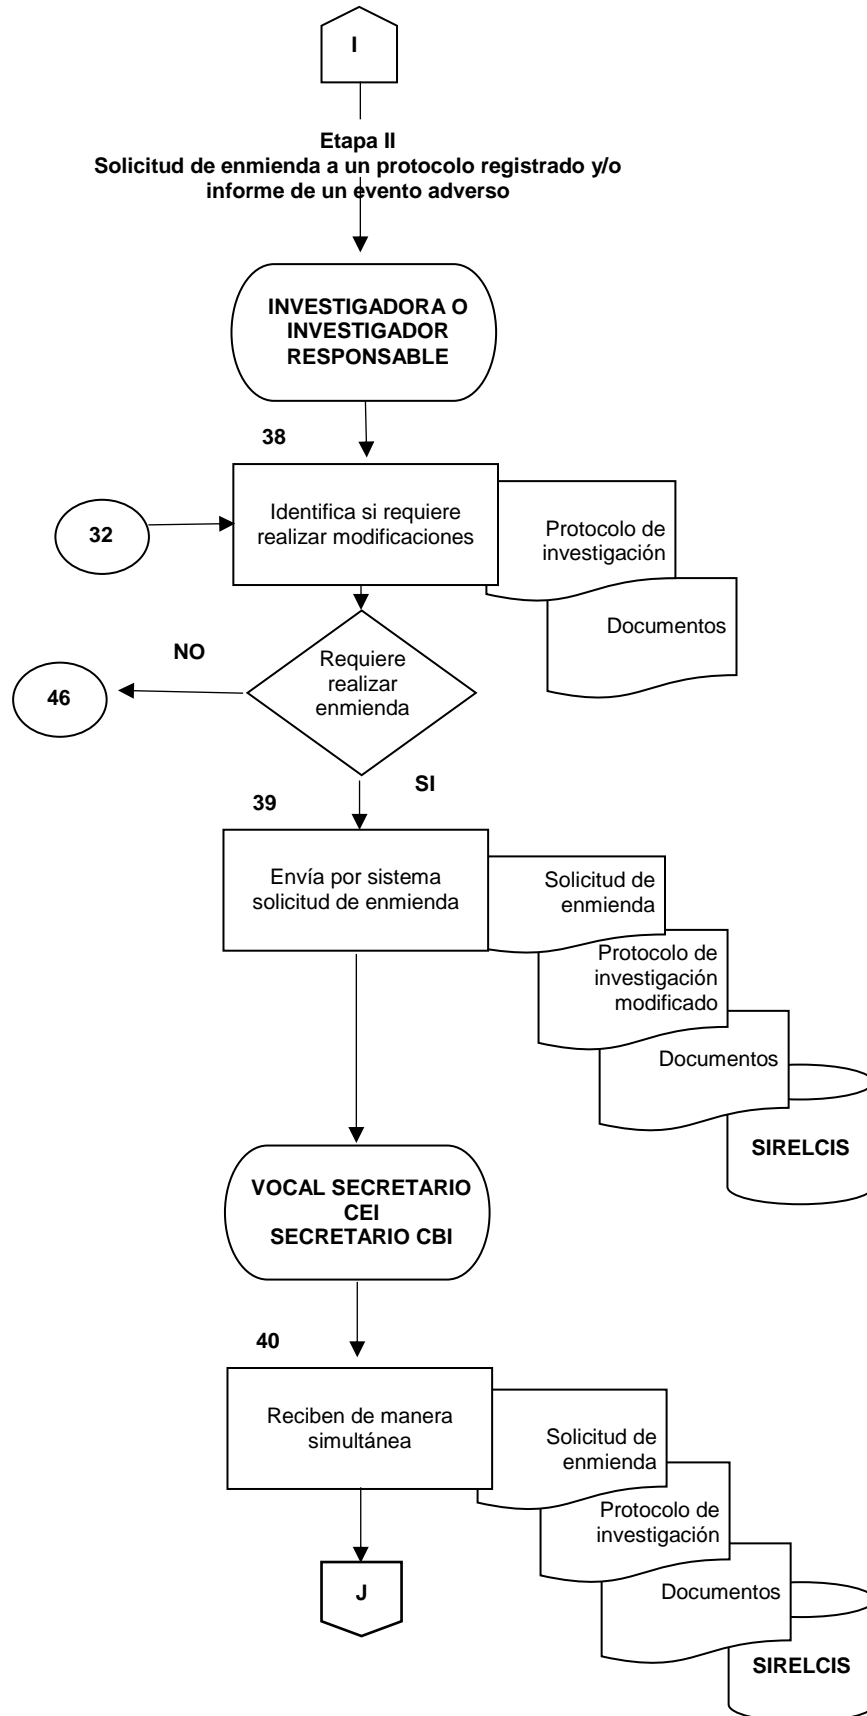 I
Etapa II
Solicitud de enmienda a un protocolo registrado y/o
informe de un evento adverso
INVESTIGADORA O
INVESTIGADOR
RESPONSABLE
38
Identifica si requiere
realizar modificaciones
32
Protocolo de
investigación
Documentos
Requiere
realizar
enmienda
NO
46
SI
39
Envía por sistema
solicitud de enmienda
Solicitud de
enmienda
Protocolo de
investigación
modificado
Documentos
SIRELCIS
VOCAL SECRETARIO
CEI
SECRETARIO CBI
40
Reciben de manera
simultánea
Solicitud de
enmienda
Protocolo de
investigación
Documentos
SIRELCIS
J